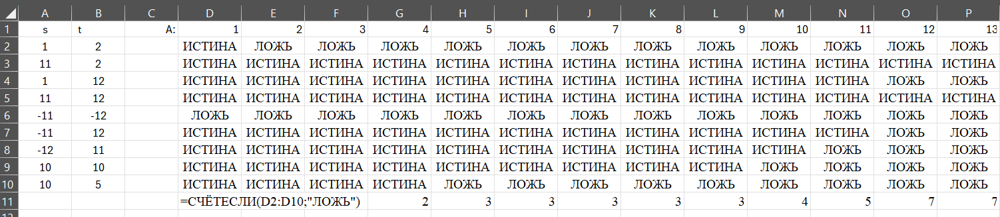 A B C D E F G H I J K L M N O P
1 s t A: 1 2 3 4 5 6 7 8 9 10 11 12 13
2 1 2 ИСТИНА ЛОЖЬ ЛОЖЬ ЛОЖЬ ЛОЖЬ ЛОЖЬ ЛОЖЬ ЛОЖЬ ЛОЖЬ ЛОЖЬ ЛОЖЬ ЛОЖЬ ЛОЖЬ
3 11 2 ИСТИНА ИСТИНА ИСТИНА ИСТИНА ИСТИНА ИСТИНА ИСТИНА ИСТИНА ИСТИНА ИСТИНА ИСТИНА ИСТИНА ИСТИНА
4 1 12 ИСТИНА ИСТИНА ИСТИНА ИСТИНА ИСТИНА ИСТИНА ИСТИНА ИСТИНА ИСТИНА ИСТИНА ИСТИНА ЛОЖЬ ЛОЖЬ
5 11 12 ИСТИНА ИСТИНА ИСТИНА ИСТИНА ИСТИНА ИСТИНА ИСТИНА ИСТИНА ИСТИНА ИСТИНА ИСТИНА ИСТИНА ИСТИНА
6 -11 -12 ЛОЖЬ ЛОЖЬ ЛОЖЬ ЛОЖЬ ЛОЖЬ ЛОЖЬ ЛОЖЬ ЛОЖЬ ЛОЖЬ ЛОЖЬ ЛОЖЬ ЛОЖЬ ЛОЖЬ
7 -11 12 ИСТИНА ИСТИНА ИСТИНА ИСТИНА ИСТИНА ИСТИНА ИСТИНА ИСТИНА ИСТИНА ИСТИНА ИСТИНА ЛОЖЬ ЛОЖЬ
8 -12 11 ИСТИНА ИСТИНА ИСТИНА ИСТИНА ИСТИНА ИСТИНА ИСТИНА ИСТИНА ИСТИНА ИСТИНА ЛОЖЬ ЛОЖЬ ЛОЖЬ
9 10 10 ИСТИНА ИСТИНА ИСТИНА ИСТИНА ИСТИНА ИСТИНА ИСТИНА ИСТИНА ИСТИНА ЛОЖЬ ЛОЖЬ ЛОЖЬ ЛОЖЬ
10 10 5 ИСТИНА ИСТИНА ИСТИНА ИСТИНА ЛОЖЬ ЛОЖЬ ЛОЖЬ ЛОЖЬ ЛОЖЬ ЛОЖЬ ЛОЖЬ ЛОЖЬ ЛОЖЬ
11 =СЧЁТЕСЛИ(D2:D10;"ЛОЖЬ") 2 3 3 3 3 3 4 5 7 7